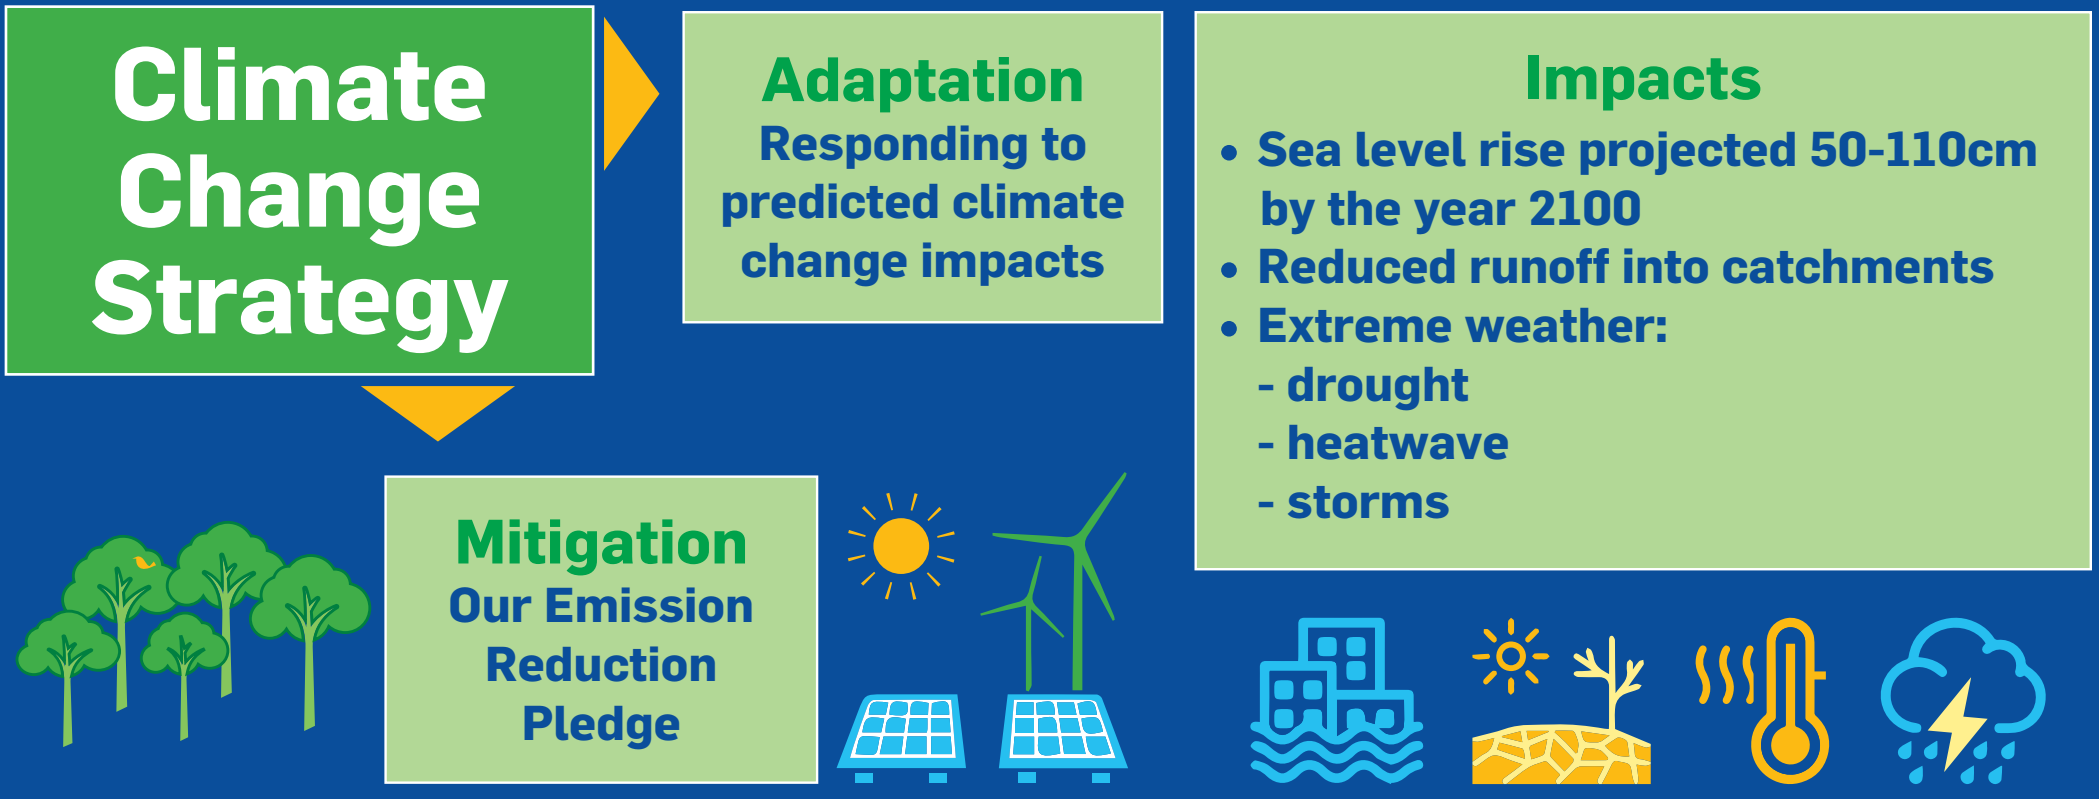 Climate
Change
Strategy
Adaptation
Responding to
predicted climate
change impacts
Impacts
• Sea level rise projected 50-110cm
by the year 2100
• Reduced runoff into catchments
• Extreme weather:
- drought
- heatwave
- storms
Mitigation
Our Emission
Reduction
Pledge